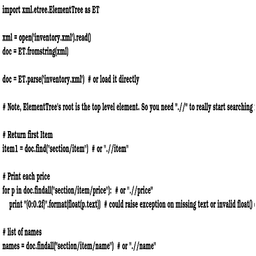 import xml.etree.ElementTree as ET
xml = open('inventory.xml').read()
doc = ET.fromstring(xml)
doc = ET.parse('inventory.xml')  # or load it directly
# Note, ElementTree's root is the top level element. So you need ".//" to really start searching
# Return first Item
item1 = doc.find("section/item")  # or ".//item"
# Print each price
for p in doc.findall("section/item/price"):  # or ".//price"
    print "{0:0.2f}".format(float(p.text))  # could raise exception on missing text or invalid float()
# list of names
names = doc.findall("section/item/name")  # or ".//name"